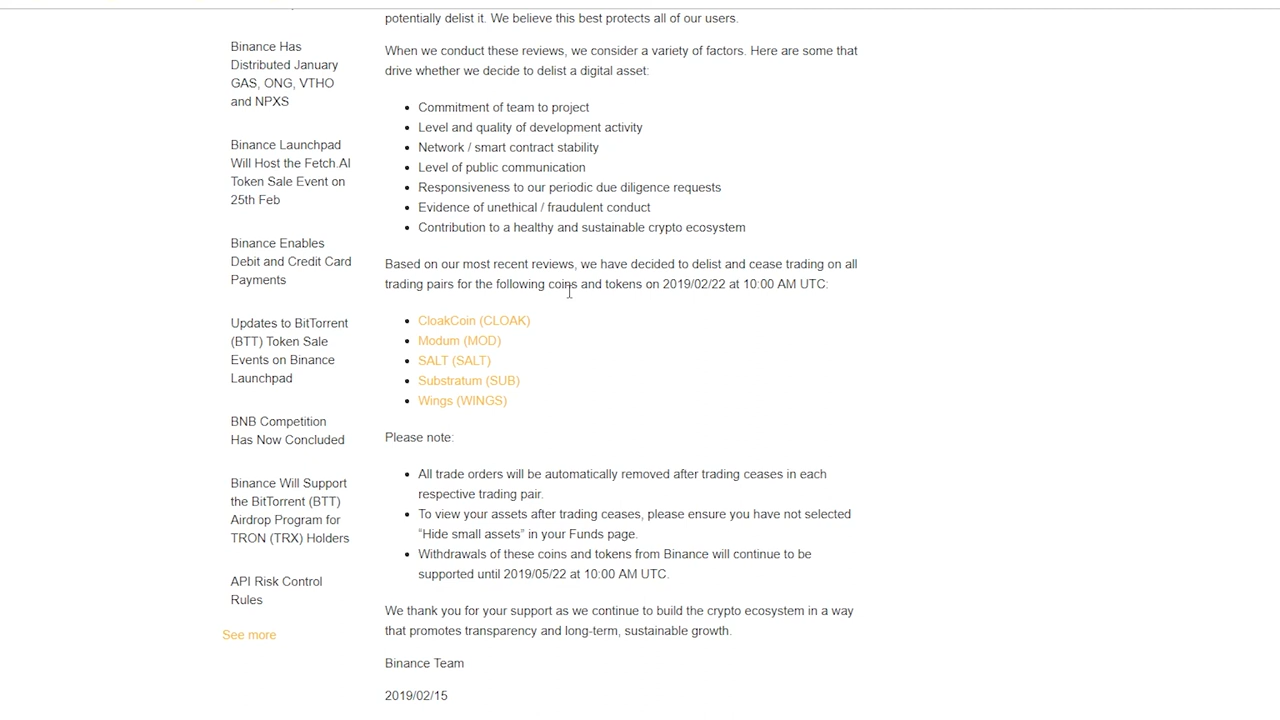 potentially delist it. We believe this best protects all of our users.
Binance Has
Distributed January
GAS, ONG, VTHO
and NPXS
Binance Launchpad
Will Host the Fetch.AI
Token Sale Event on
25th Feb
Binance Enables
Debit and Credit Card
Payments
Updates to BitTorrent
(BTT) Token Sale
Events on Binance
Launchpad
BNB Competition
Has Now Concluded
Binance Will Support
the BitTorrent (BTT)
Airdrop Program for
TRON (TRX) Holders
API Risk Control
Rules
See more
When we conduct these reviews, we consider a variety of factors. Here are some that
drive whether we decide to delist a digital asset:
• Commitment of team to project
• Level and quality of development activity
• Network / smart contract stability
• Level of public communication
• Responsiveness to our periodic due diligence requests
• Evidence of unethical / fraudulent conduct
• Contribution to a healthy and sustainable crypto ecosystem
Based on our most recent reviews, we have decided to delist and cease trading on all
trading pairs for the following coins and tokens on 2019/02/22 at 10:00 AM UTC:
• CloakCoin (CLOAK)
• Modum (MOD)
• SALT (SALT)
• Substratum (SUB)
• Wings (WINGS)
Please note:
• All trade orders will be automatically removed after trading ceases in each
respective trading pair.
• To view your assets after trading ceases, please ensure you have not selected
“Hide small assets” in your Funds page.
• Withdrawals of these coins and tokens from Binance will continue to be
supported until 2019/05/22 at 10:00 AM UTC.
We thank you for your support as we continue to build the crypto ecosystem in a way
that promotes transparency and long-term, sustainable growth.
Binance Team
2019/02/15